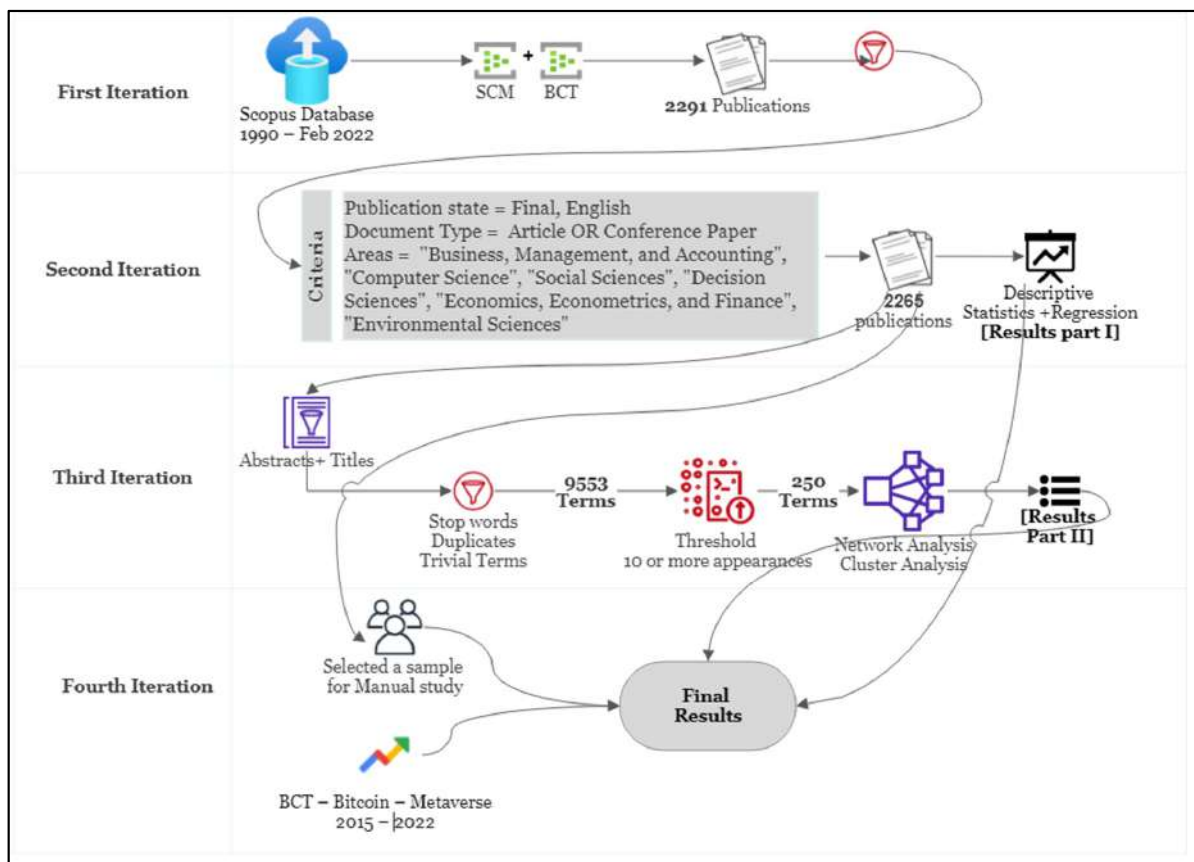 First Iteration
Scopus Database
1990 – Feb 2022
+
SCM
BCT
2291 Publications
Second Iteration
Criteria
Publication state = Final, English
Document Type = Article OR Conference Paper
Areas = "Business, Management, and Accounting",
"Computer Science", "Social Sciences", "Decision
Sciences", "Economics, Econometrics, and Finance",
"Environmental Sciences"
2265
publications
Descriptive
Statistics +Regression
[Results part I]
Third Iteration
Abstracts+ Titles
Stop words
Duplicates
Trivial Terms
9553
Terms
Threshold
10 or more appearances
250
Terms
Network Analysis
Cluster Analysis
[Results
Part II]
Fourth Iteration
Selected a sample
for Manual study
BCT – Bitcoin – Metaverse
2015 – 2022
Final
Results